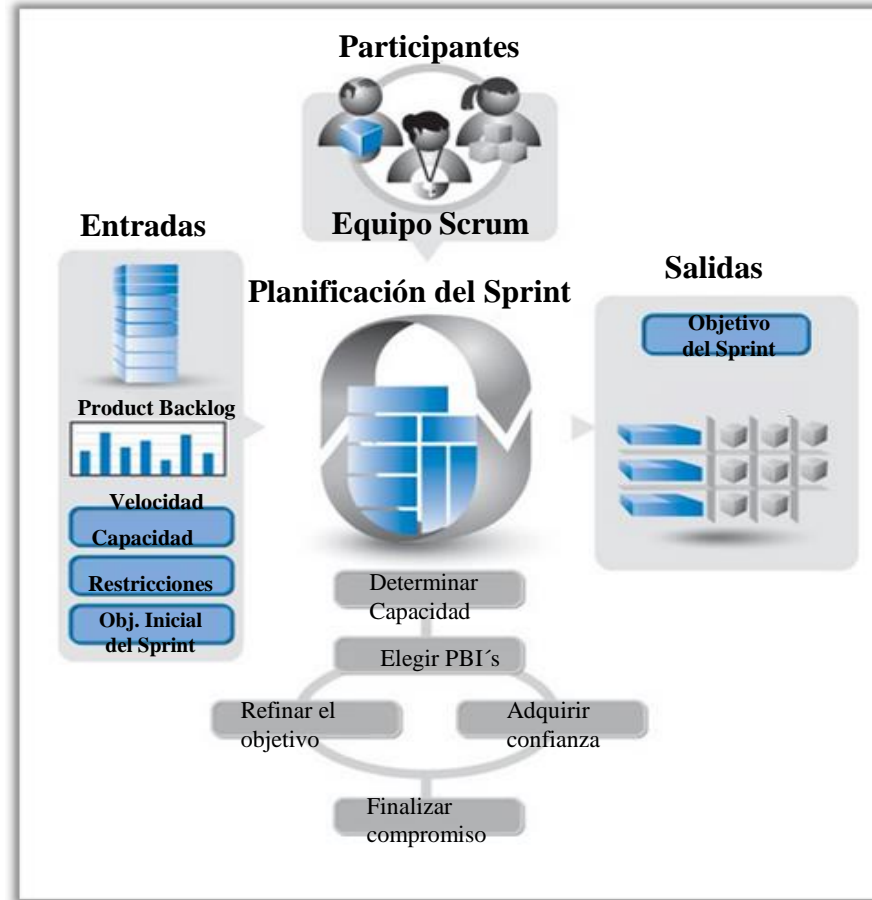 Participantes
Equipo Scrum
Entradas
Product Backlog
Velocidad
Capacidad
Restricciones
Obj. Inicial
del Sprint
Planificación del Sprint
Determinar
Capacidad
Elegir PBI´s
Refinar el
objetivo
Adquirir
confianza
Finalizar
compromiso
Salidas
Objetivo
del Sprint